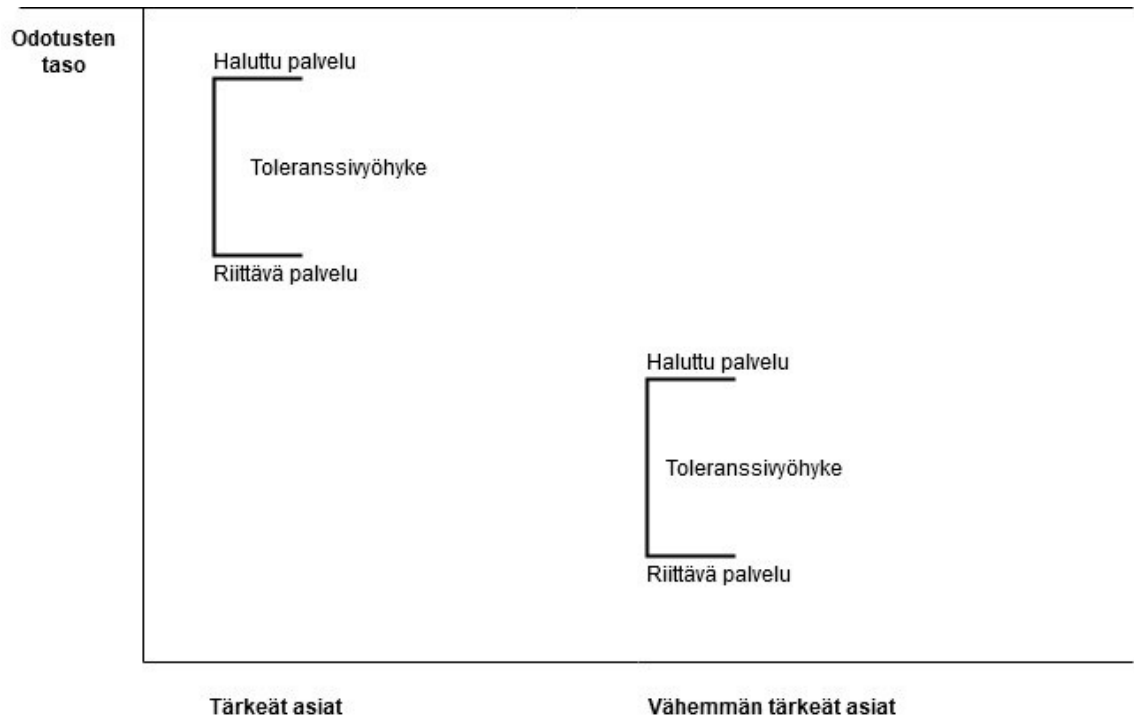 Odotusten
taso
Haluttu palvelu
Toleranssivyöhyke
Riittävä palvelu
Haluttu palvelu
Toleranssivyöhyke
Riittävä palvelu
Tärkeät asiat
Vähemmän tärkeät asiat